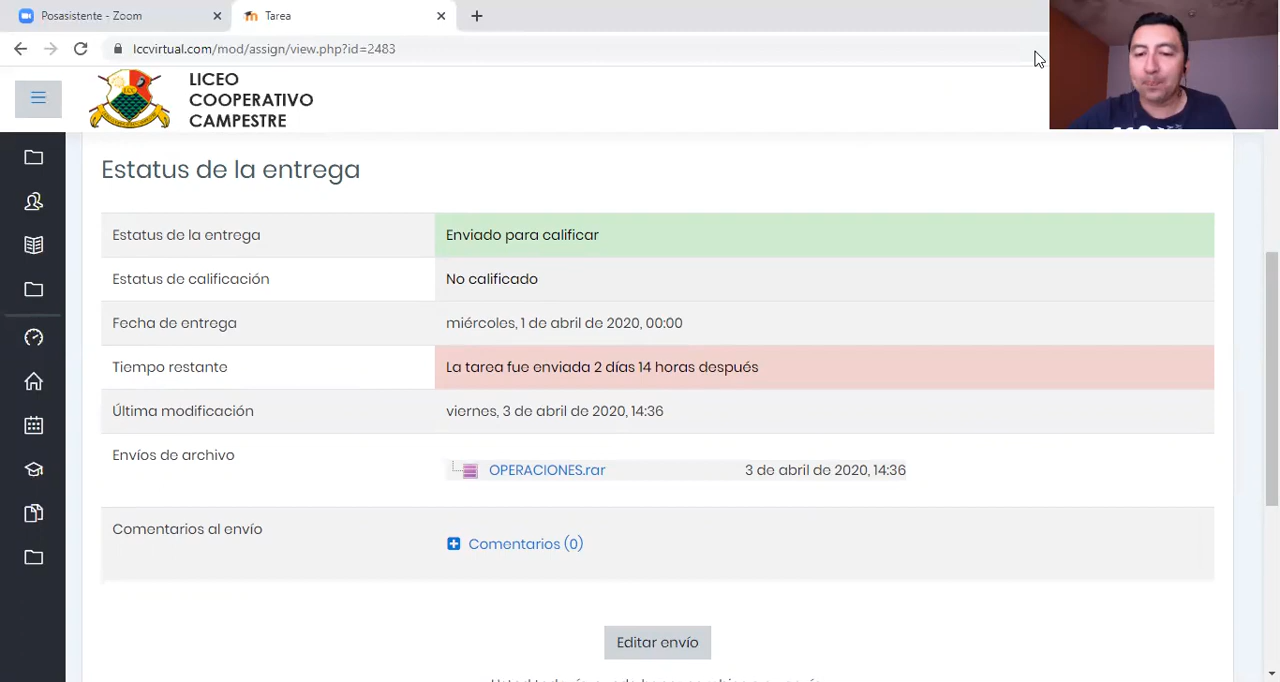 Posasistente - Zoom
Tarea
lccvirtual.com/mod/assign/view.php?id=2483
LICEO
COOPERATIVO
CAMPESTRE
Estatus de la entrega
Estatus de la entrega Enviado para calificar
Estatus de calificación No calificado
Fecha de entrega miércoles, 1 de abril de 2020, 00:00
Tiempo restante La tarea fue enviada 2 días 14 horas después
Última modificación viernes, 3 de abril de 2020, 14:36
Envíos de archivo
OPERACIONES.rar 3 de abril de 2020, 14:36
Comentarios al envío
Comentarios (0)
Editar envío